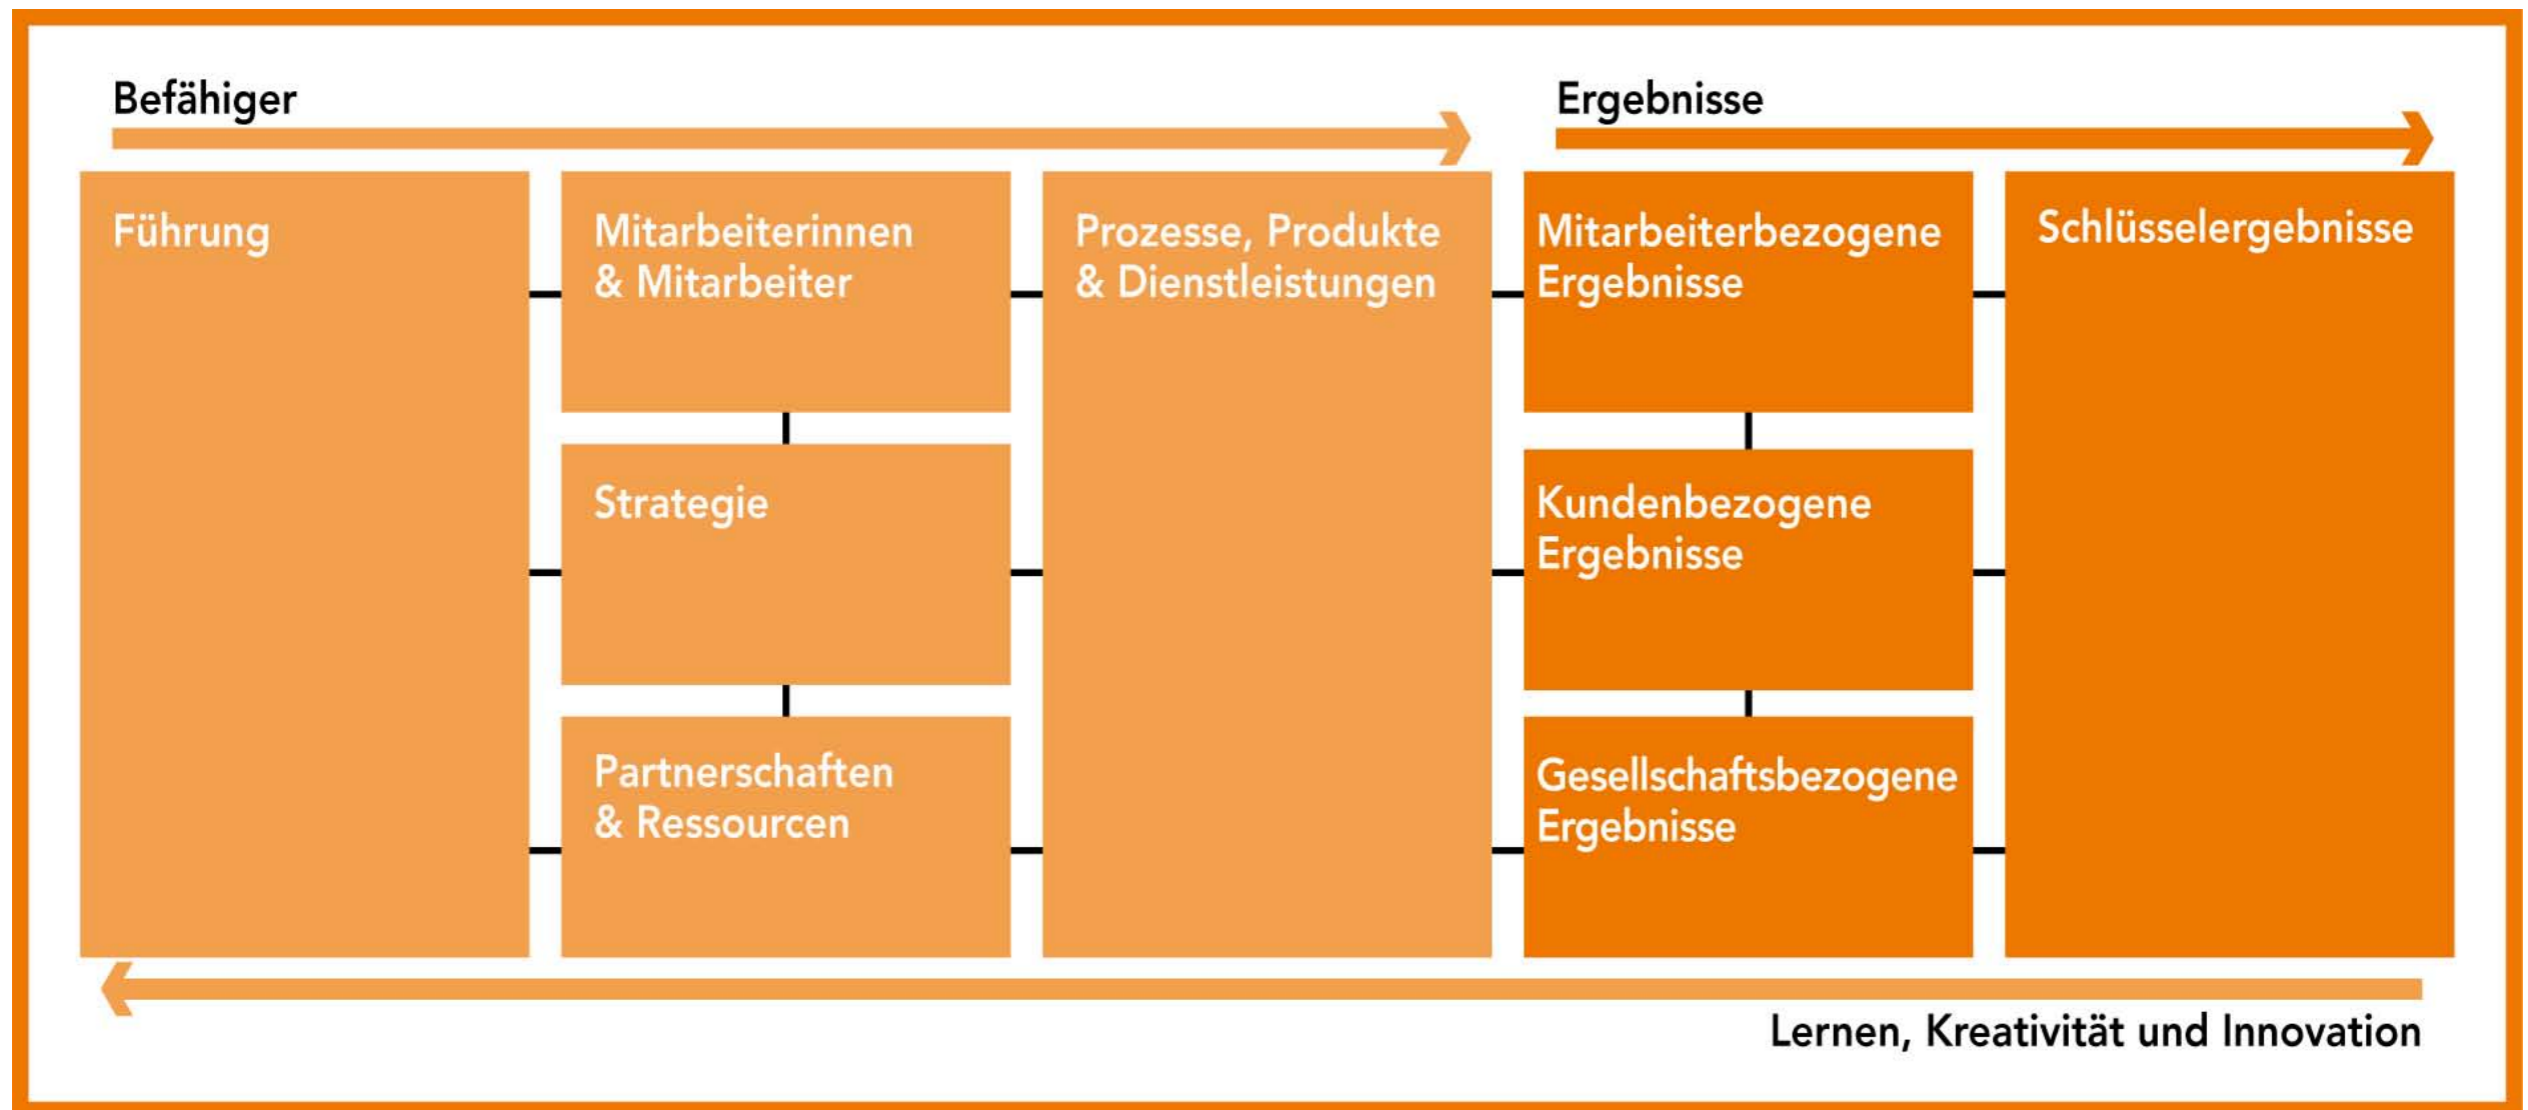 Befähiger
Ergebnisse
Führung
Mitarbeiterinnen
& Mitarbeiter
Prozesse, Produkte
& Dienstleistungen
Mitarbeiterbezogene
Ergebnisse
Schlüsselergebnisse
Strategie
Kundenbezogene
Ergebnisse
Partnerschaften
& Ressourcen
Gesellschaftsbezogene
Ergebnisse
Lernen, Kreativität und Innovation